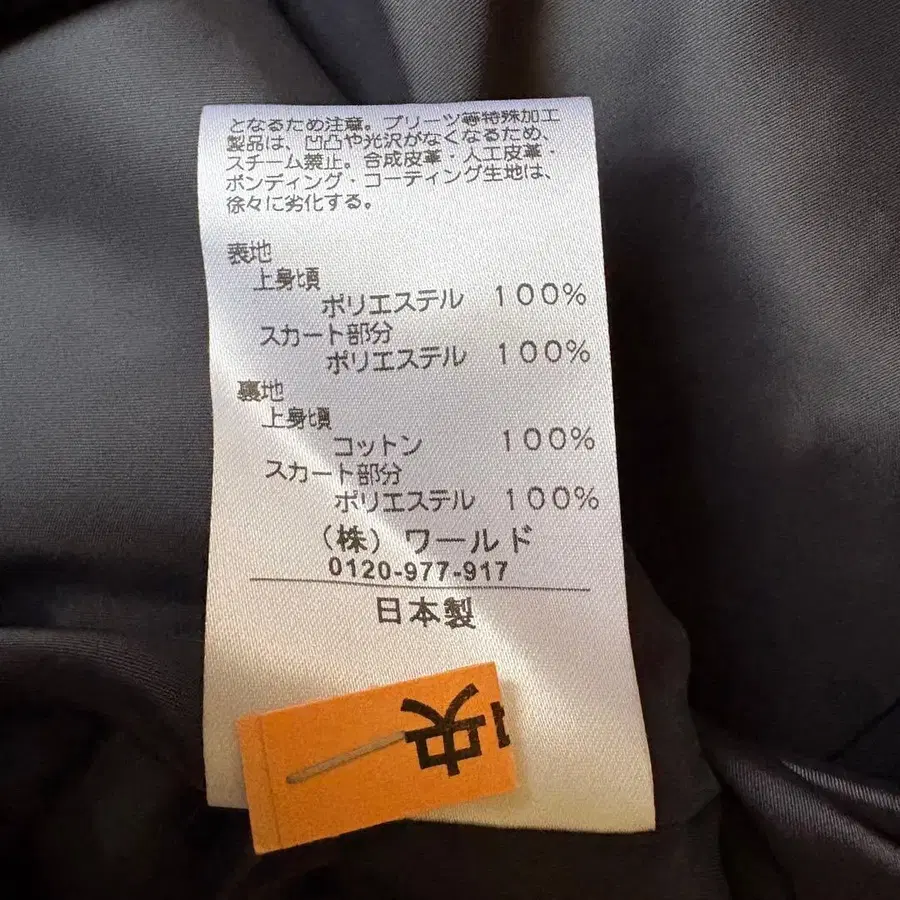 となるため注意。プリーツ等特殊加工
製品は、凹凸や光沢がなくなるため、
スチーム禁止。合成皮革・人工皮革・
ボンディング・コーティング生地は、
徐々に劣化する。
表地
上身頃
ポリエステル 100%
スカート部分
ポリエステル 100%
裏地
上身頃
コットン 100%
スカート部分
ポリエステル 100%
(株) ワールド
0120-977-917
日本製
央